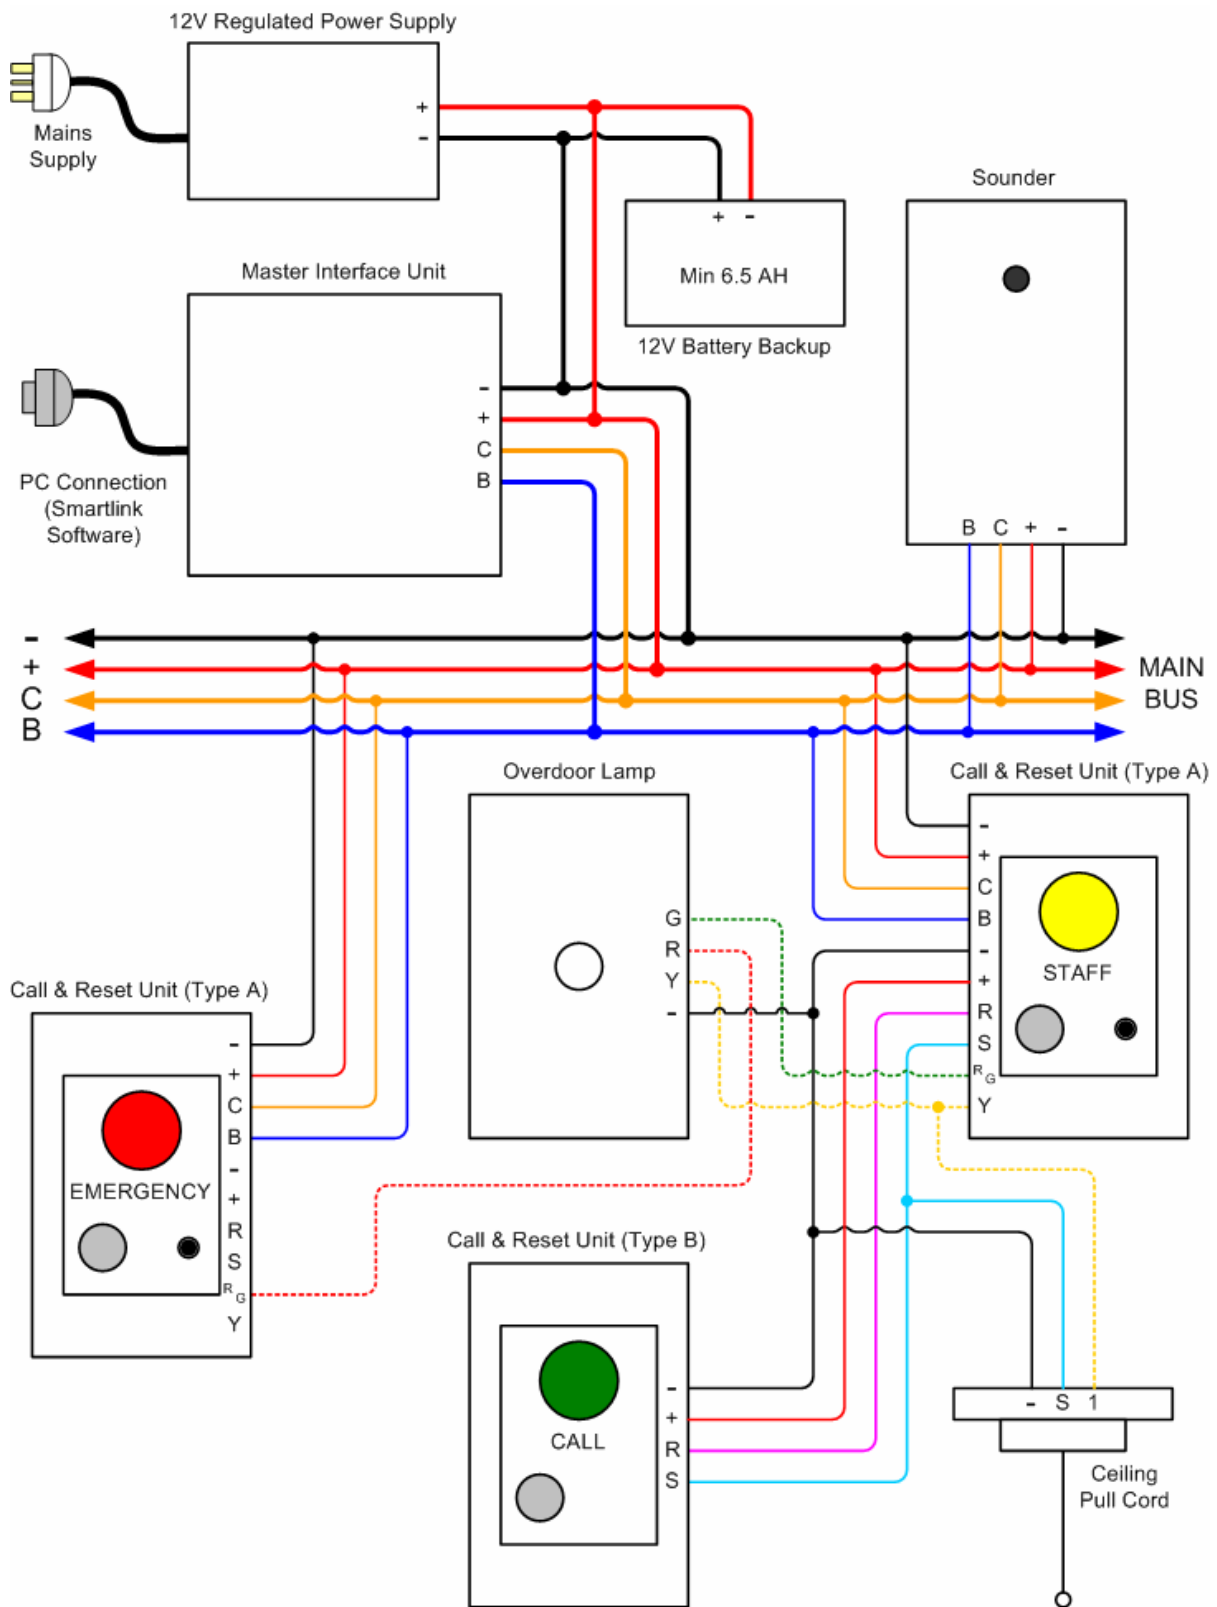 12V Regulated Power Supply
Mains
Supply
+
-
+ -
Min 6.5 AH
12V Battery Backup
Sounder
B C + -
Master Interface Unit
-
+
C
B
PC Connection
(Smartlink
Software)
-
+
C
B
MAIN
BUS
Overdoor Lamp
G
R
Y
-
Call & Reset Unit (Type A)
-
+
C
B
-
+
R
S
R G
Y
STAFF
Call & Reset Unit (Type A)
-
+
C
B
-
+
R
S
R G
Y
EMERGENCY
Call & Reset Unit (Type B)
-
+
R
S
CALL
- S 1
Ceiling
Pull Cord